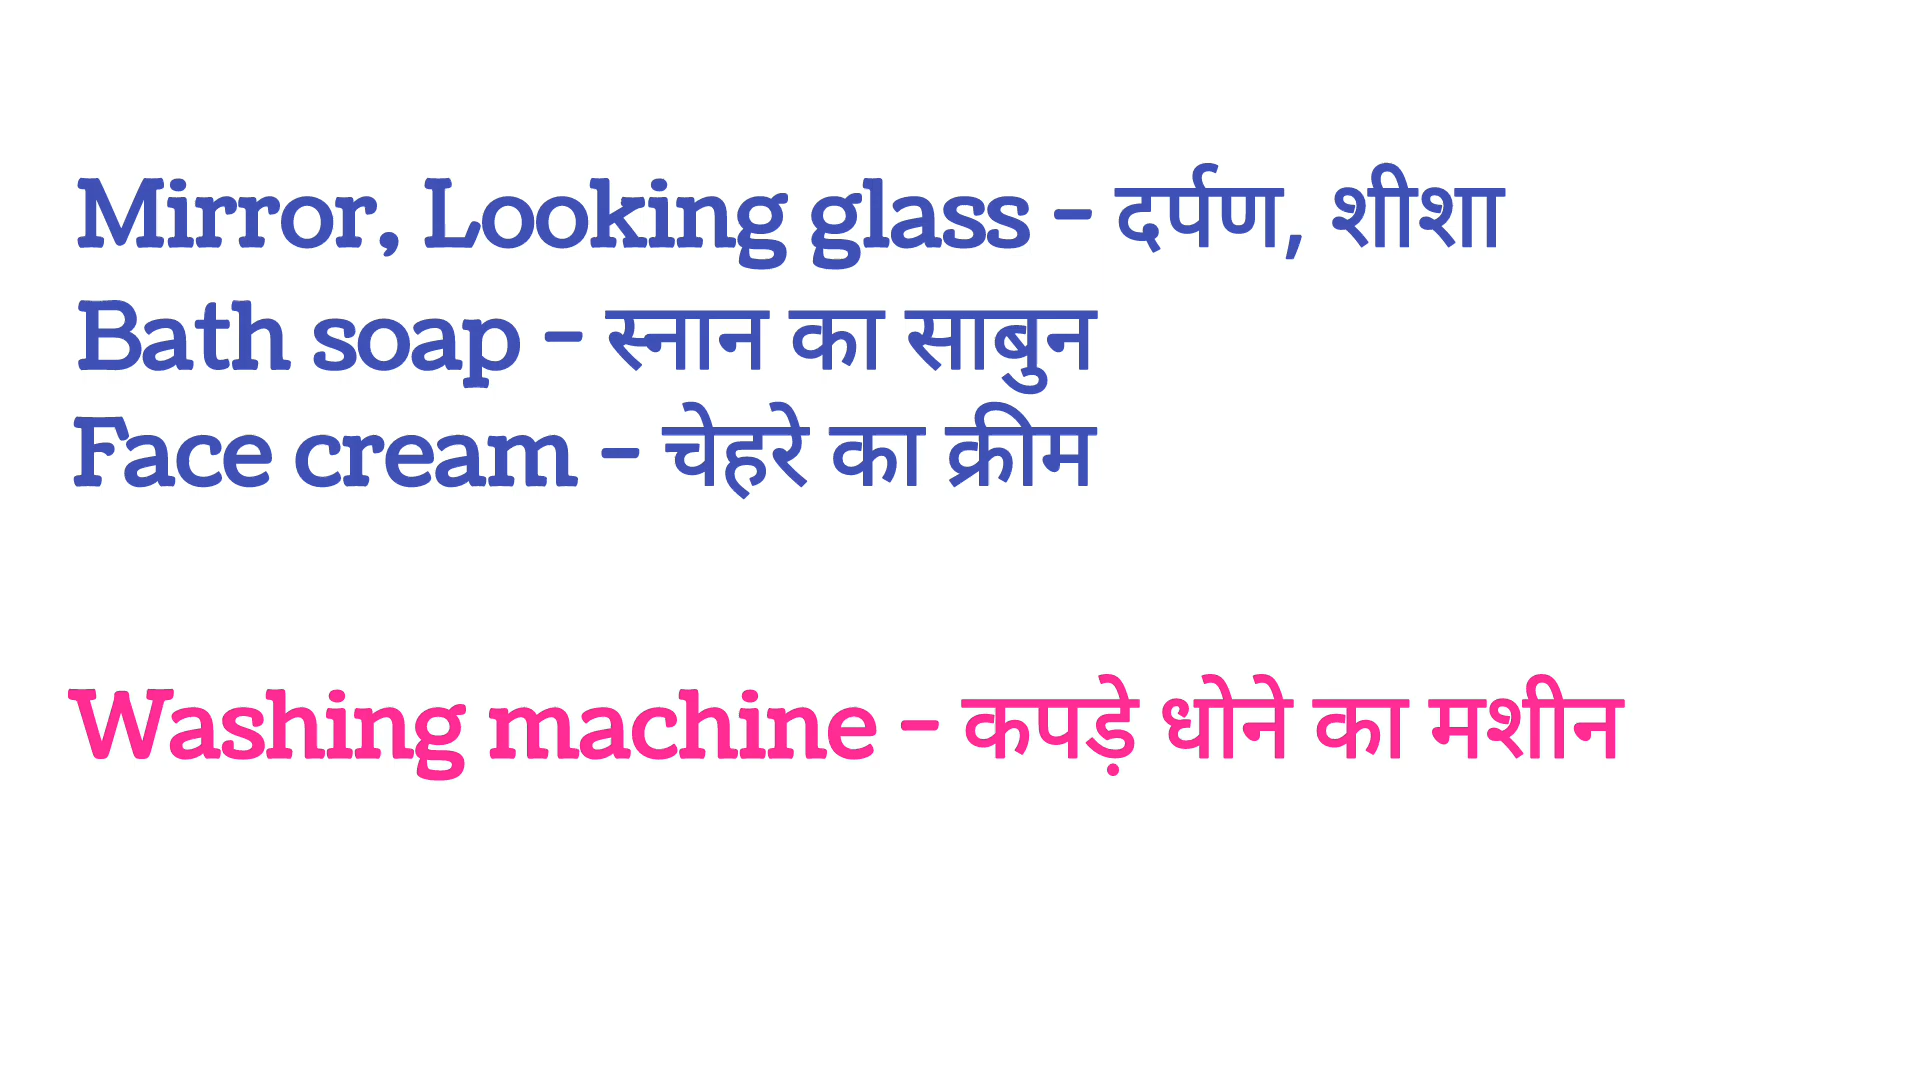 Mirror, Looking glass - दर्पण, शीशा
Bath soap - स्नान का साबुन
Face cream - चेहरे का क्रीम
Washing machine - कपड़े धोने का मशीन